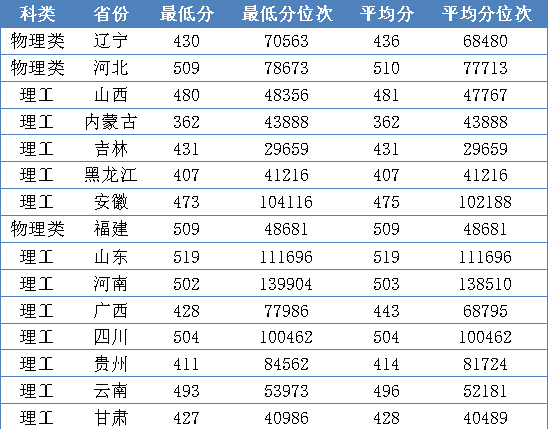 科类 省份 最低分 最低分位次 平均分 平均分位次
物理类 辽宁 430 70563 436 68480
物理类 河北 509 78673 510 77713
理工 山西 480 48356 481 47767
理工 内蒙古 362 43888 362 43888
理工 吉林 431 29659 431 29659
理工 黑龙江 407 41216 407 41216
理工 安徽 473 104116 475 102188
物理类 福建 509 48681 509 48681
理工 山东 519 111696 519 111696
理工 河南 502 139904 503 138510
理工 广西 428 77986 443 68795
理工 四川 504 100462 504 100462
理工 贵州 411 84562 414 81724
理工 云南 493 53973 496 52181
理工 甘肃 427 40986 428 40489